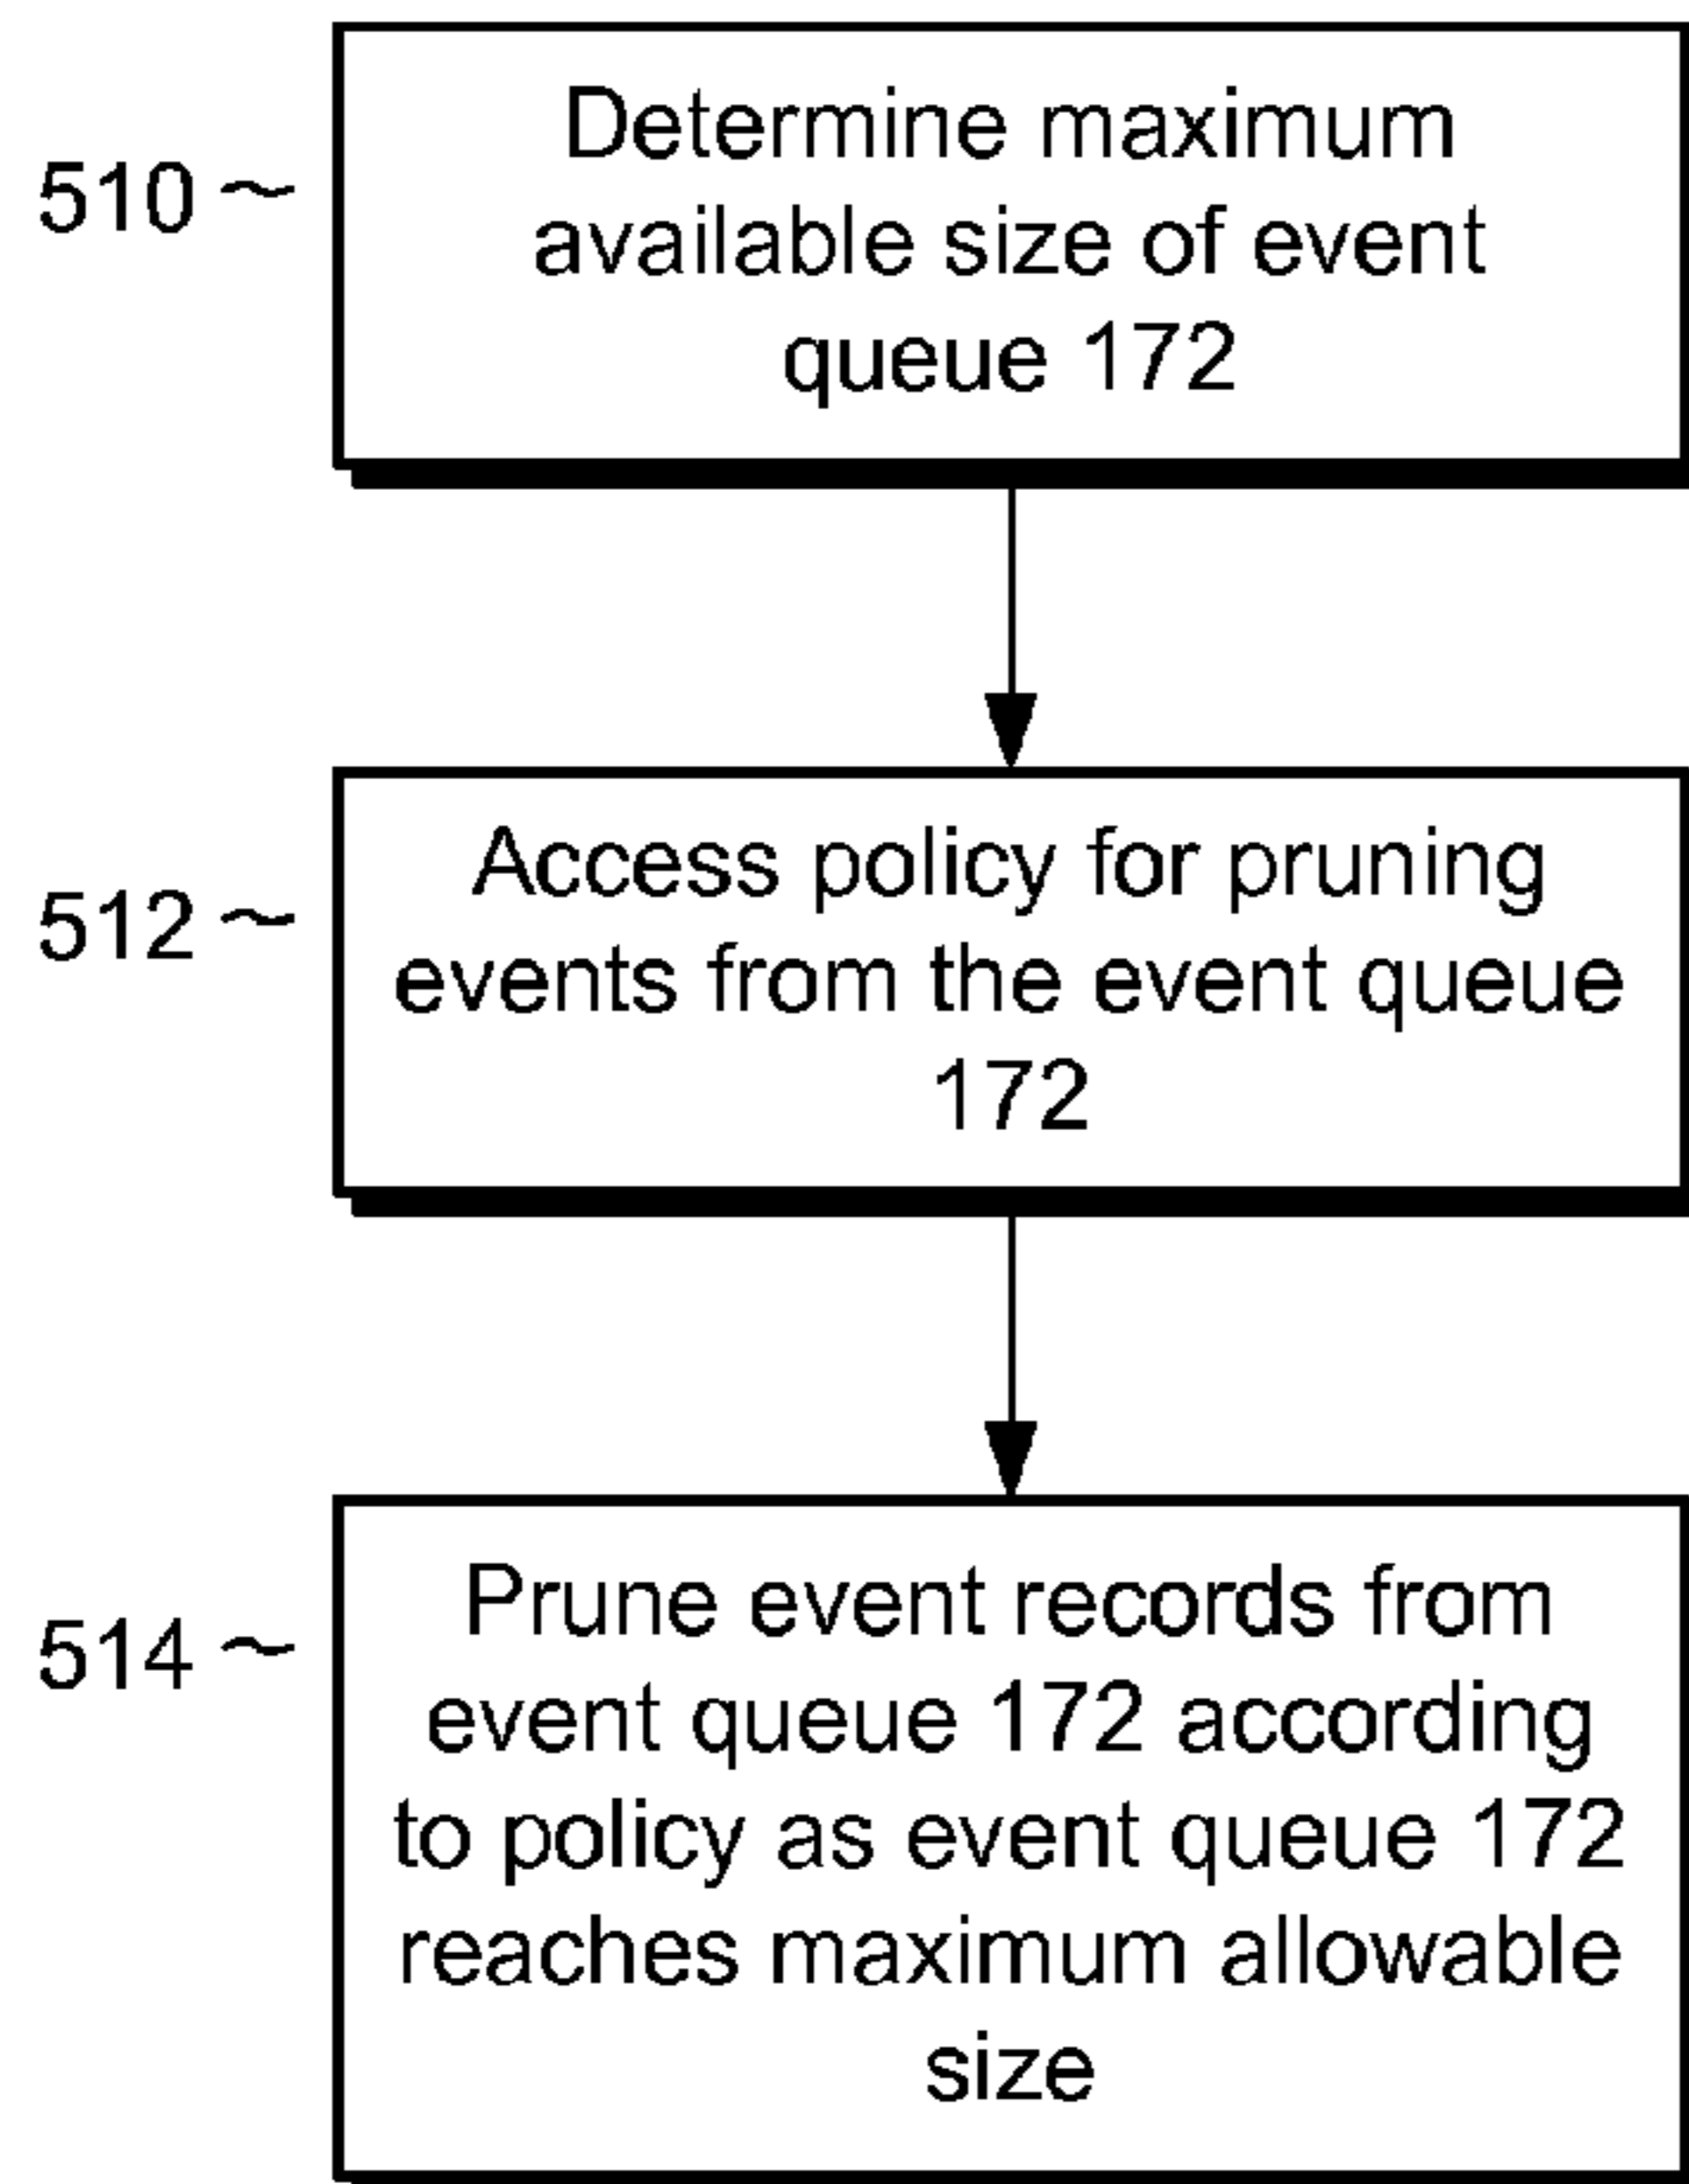 510 ~
Determine maximum
available size of event
queue 172
512 ~
Access policy for pruning
events from the event queue
172
514 ~
Prune event records from
event queue 172 according
to policy as event queue 172
reaches maximum allowable
size